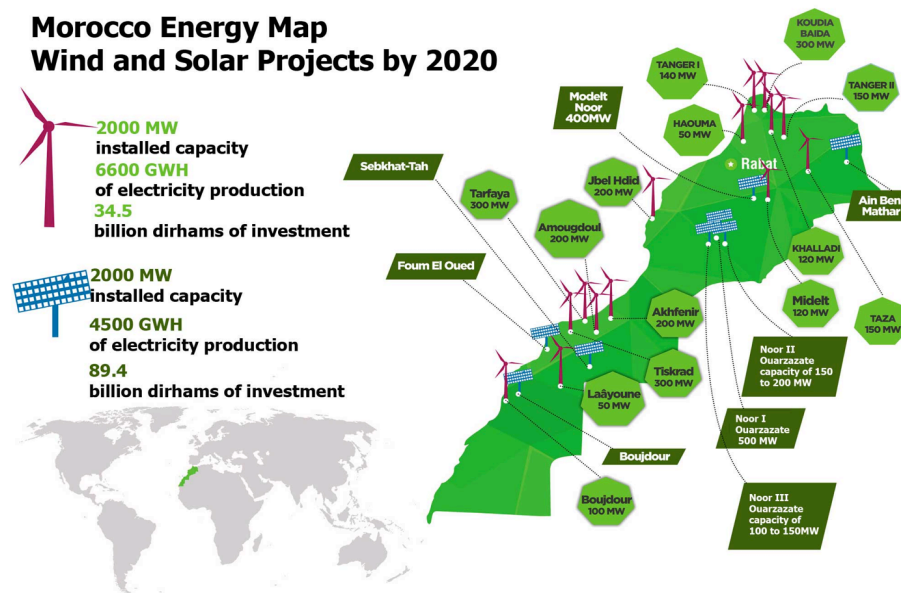 Morocco Energy Map
Wind and Solar Projects by 2020
2000 MW
installed capacity
6600 GWH
of electricity production
34.5
billion dirhams of investment
2000 MW
installed capacity
4500 GWH
of electricity production
89.4
billion dirhams of investment
KOUDIA
BAIDA
300 MW
TANGER I
140 MW
TANGER II
150 MW
Modelt
Noor
400MW
HAOUMA
50 MW
Rabat
Sebkhat-Tah
Tarfaya
300 MW
Jbel Hdid
200 MW
Amougdoul
200 MW
Ain Beni
Mathar
Foum El Oued
KHALLADI
120 MW
Midelt
120 MW
TAZA
150 MW
Akhfenir
200 MW
Tiskrad
300 MW
Laâyoune
50 MW
Noor II
Ouarzazate
capacity of 150
to 200 MW
Noor I
Ouarzazate
500 MW
Boujdour
Boujdour
100 MW
Noor III
Ouarzazate
capacity of
100 to 150MW